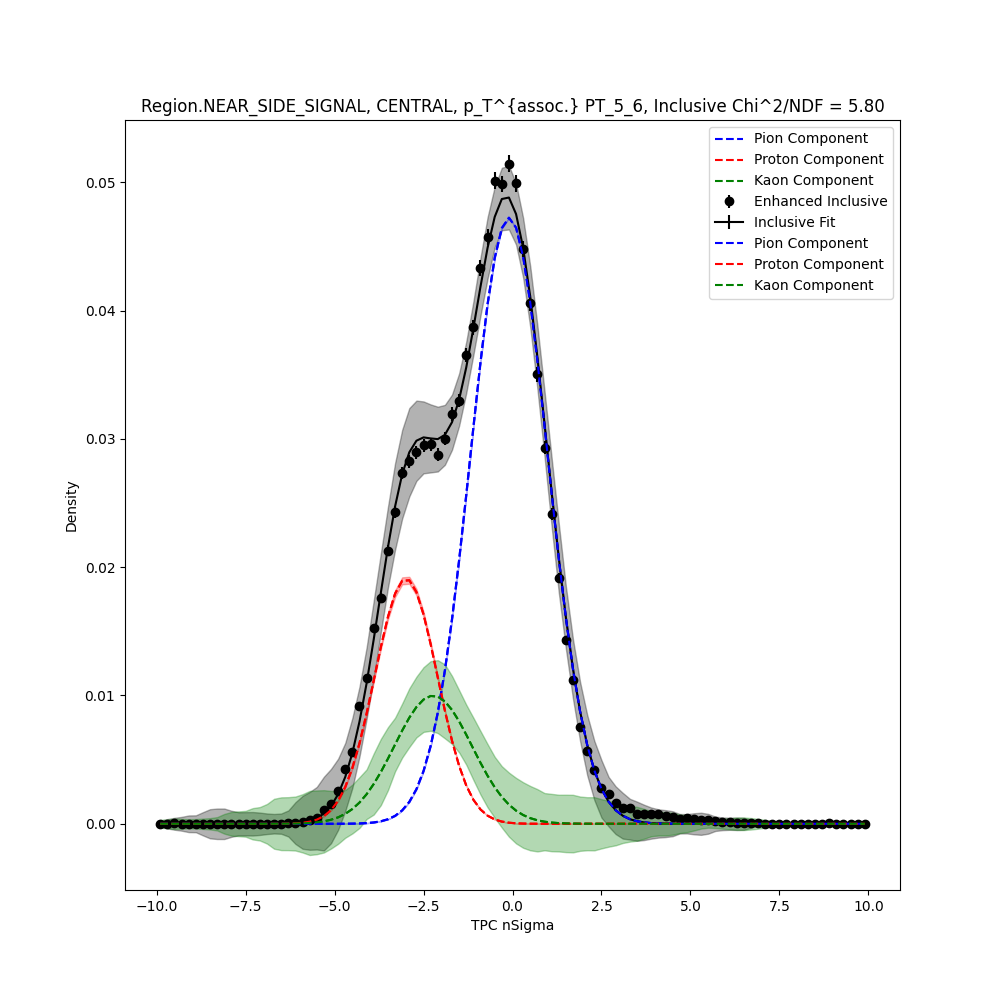 Region.NEAR_SIDE_SIGNAL, CENTRAL, p_T^{assoc.} PT_5_6, Inclusive Chi^2/NDF = 5.80
Pion Component
Proton Component
Kaon Component
Enhanced Inclusive
Inclusive Fit
Pion Component
Proton Component
Kaon Component
0.05
0.04
0.03
0.02
0.01
0.00
Density
−10.0 −7.5 −5.0 −2.5 0.0 2.5 5.0 7.5 10.0
TPC nSigma